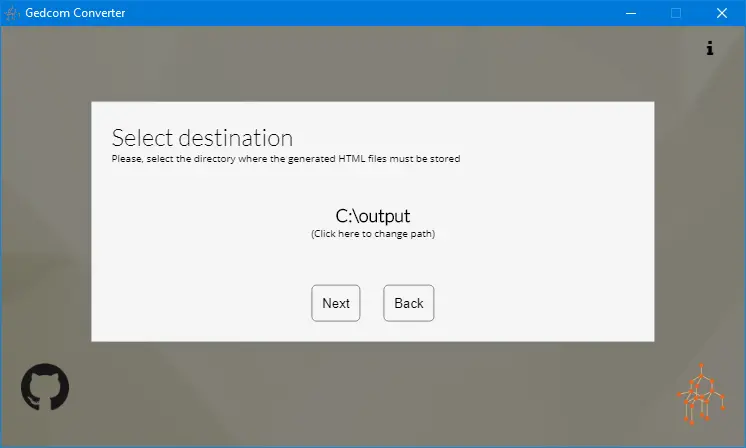 Gedcom Converter
Select destination
Please, select the directory where the generated HTML files must be stored
C:\output
(Click here to change path)
Next
Back